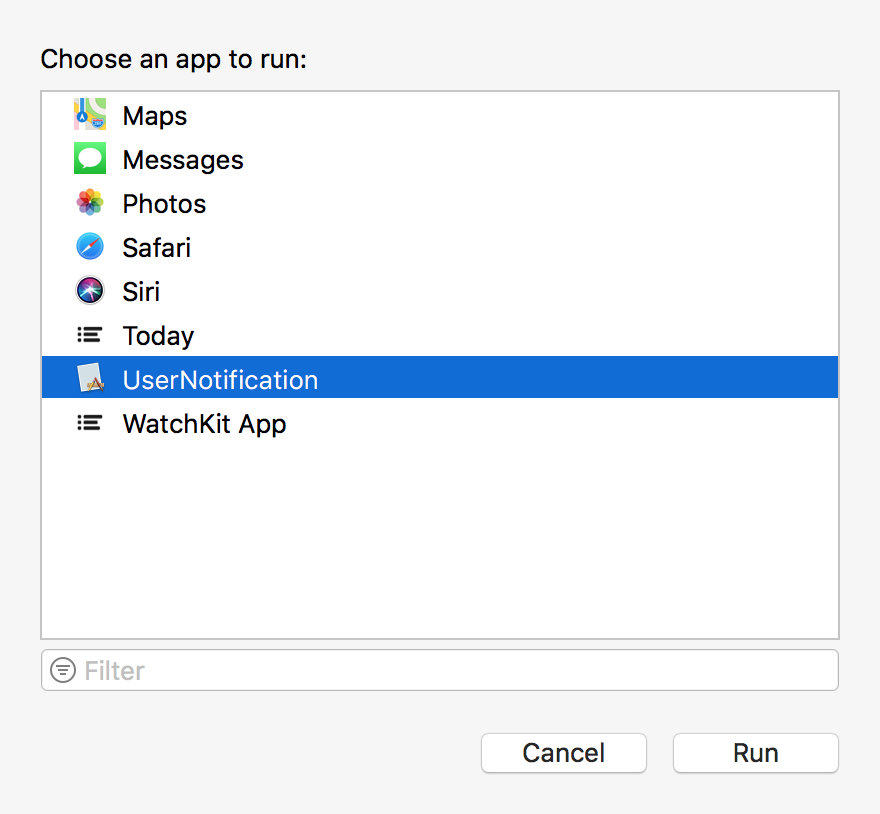 Choose an app to run:
Maps
Messages
Photos
Safari
Siri
Today
UserNotification
WatchKit App
Filter
Cancel Run